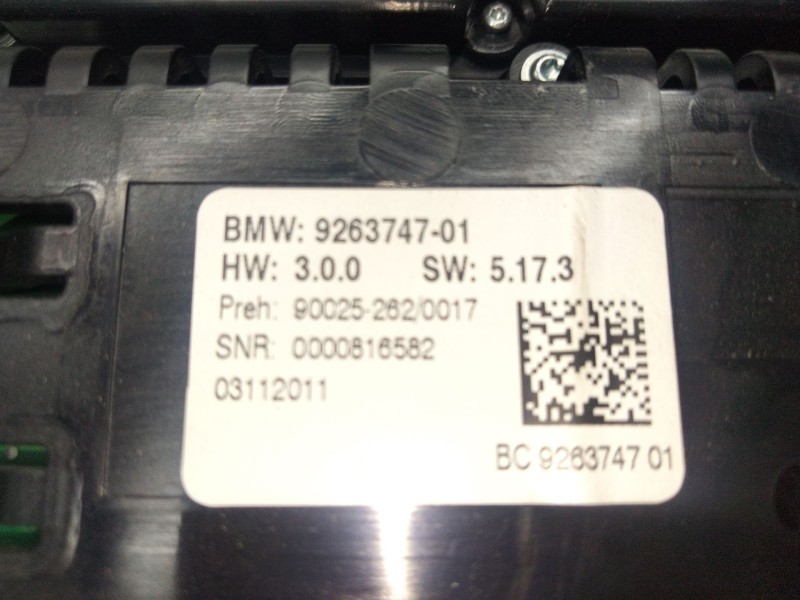 BMW: 9263747-01
HW: 3.0.0 SW: 5.17.3
Preh: 90025-262/0017
SNR: 0000816582
03112011
BC 9263747 01